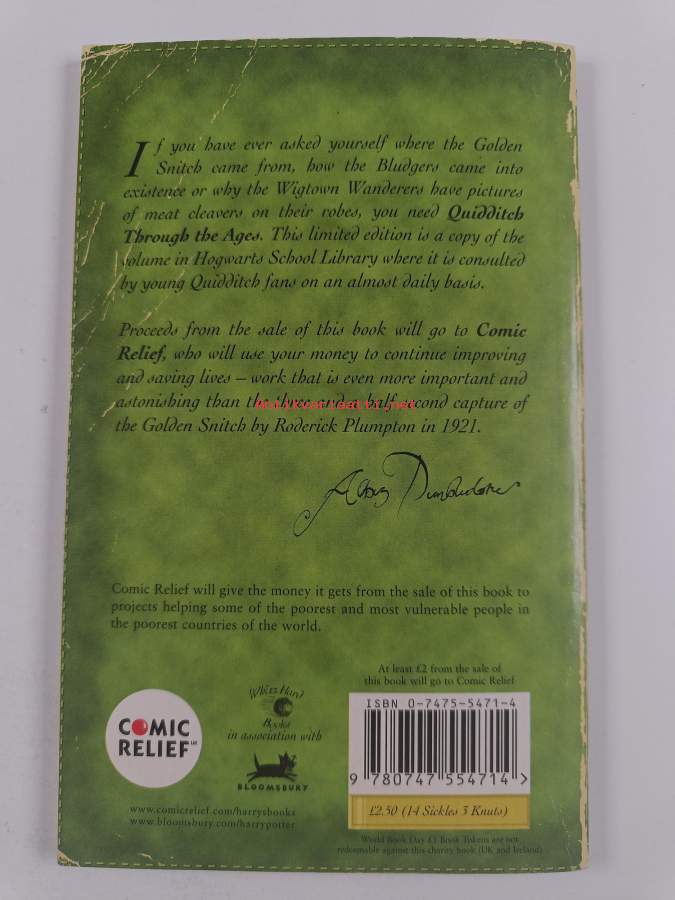 If you have ever asked yourself where the Golden
Snitch came from, how the Bludgers came into
existence or why the Wigtown Wanderers have pictures
of meat cleavers on their robes, you need Quidditch
Through the Ages. This limited edition is a copy of the
volume in Hogwarts School Library where it is consulted
by young Quidditch fans on an almost daily basis.
Proceeds from the sale of this book will go to Comic
Relief, who will use your money to continue improving
and saving lives – work that is even more important and
astonishing than the three-and-a-half-second capture of
the Golden Snitch by Roderick Plumpton in 1921.
Albus Dumbledore
Comic Relief will give the money it gets from the sale of this book to
projects helping some of the poorest and most vulnerable people in
the poorest countries of the world.
At least £2 from the sale of
this book will go to Comic Relief
COMIC
RELIEF
Whizz Hard
Books
in association with
BLOOMSBURY
www.comicrelief.com/harrysbooks
www.bloomsbury.com/harrypotter
ISBN 0-7475-5471-4
9 780747 554714 >
£2.50 (14 Sickles 3 Knuts)
World Book Day £1 Book Tokens are not
redeemable against this charity book (UK and Ireland)